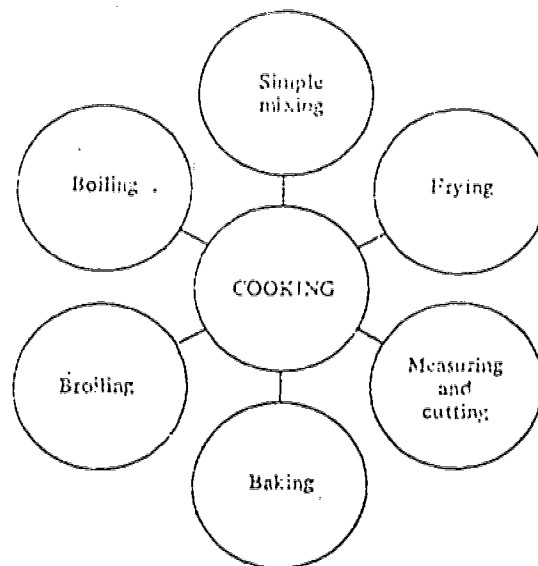 Simple
mixing
Boiling
Frying
COOKING
Broiling
Measuring
and
cutting
Baking